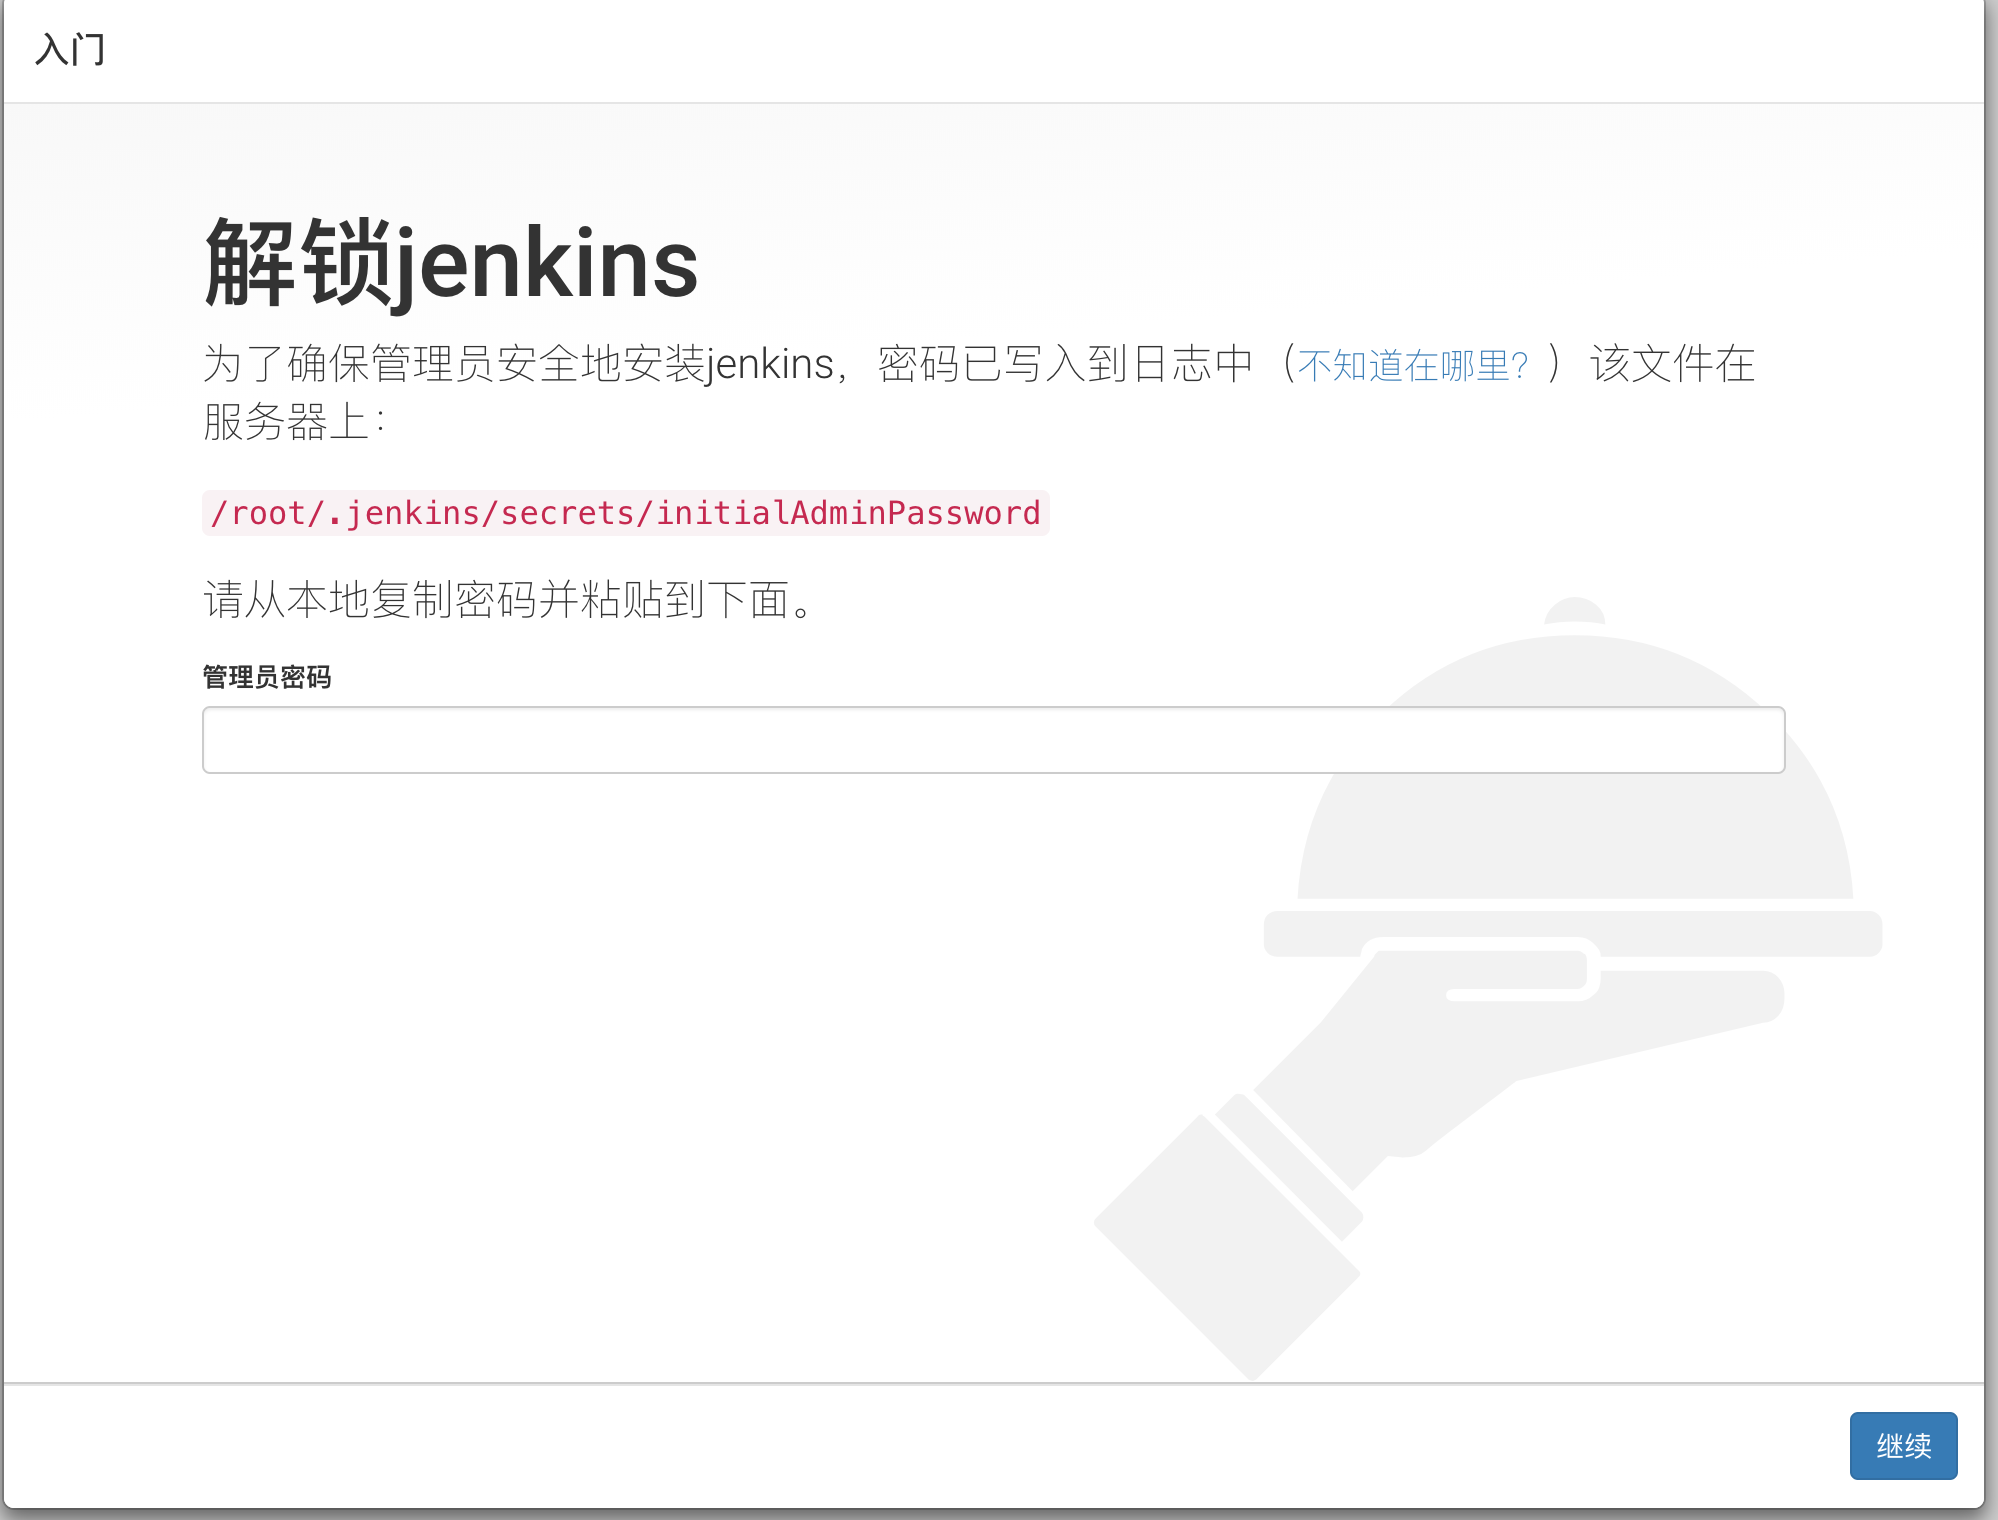 入门
解锁jenkins
为了确保管理员安全地安装jenkins，密码已写入到日志中（不知道在哪里？）该文件在
服务器上：
/root/.jenkins/secrets/initialAdminPassword
请从本地复制密码并粘贴到下面。
管理员密码
继续